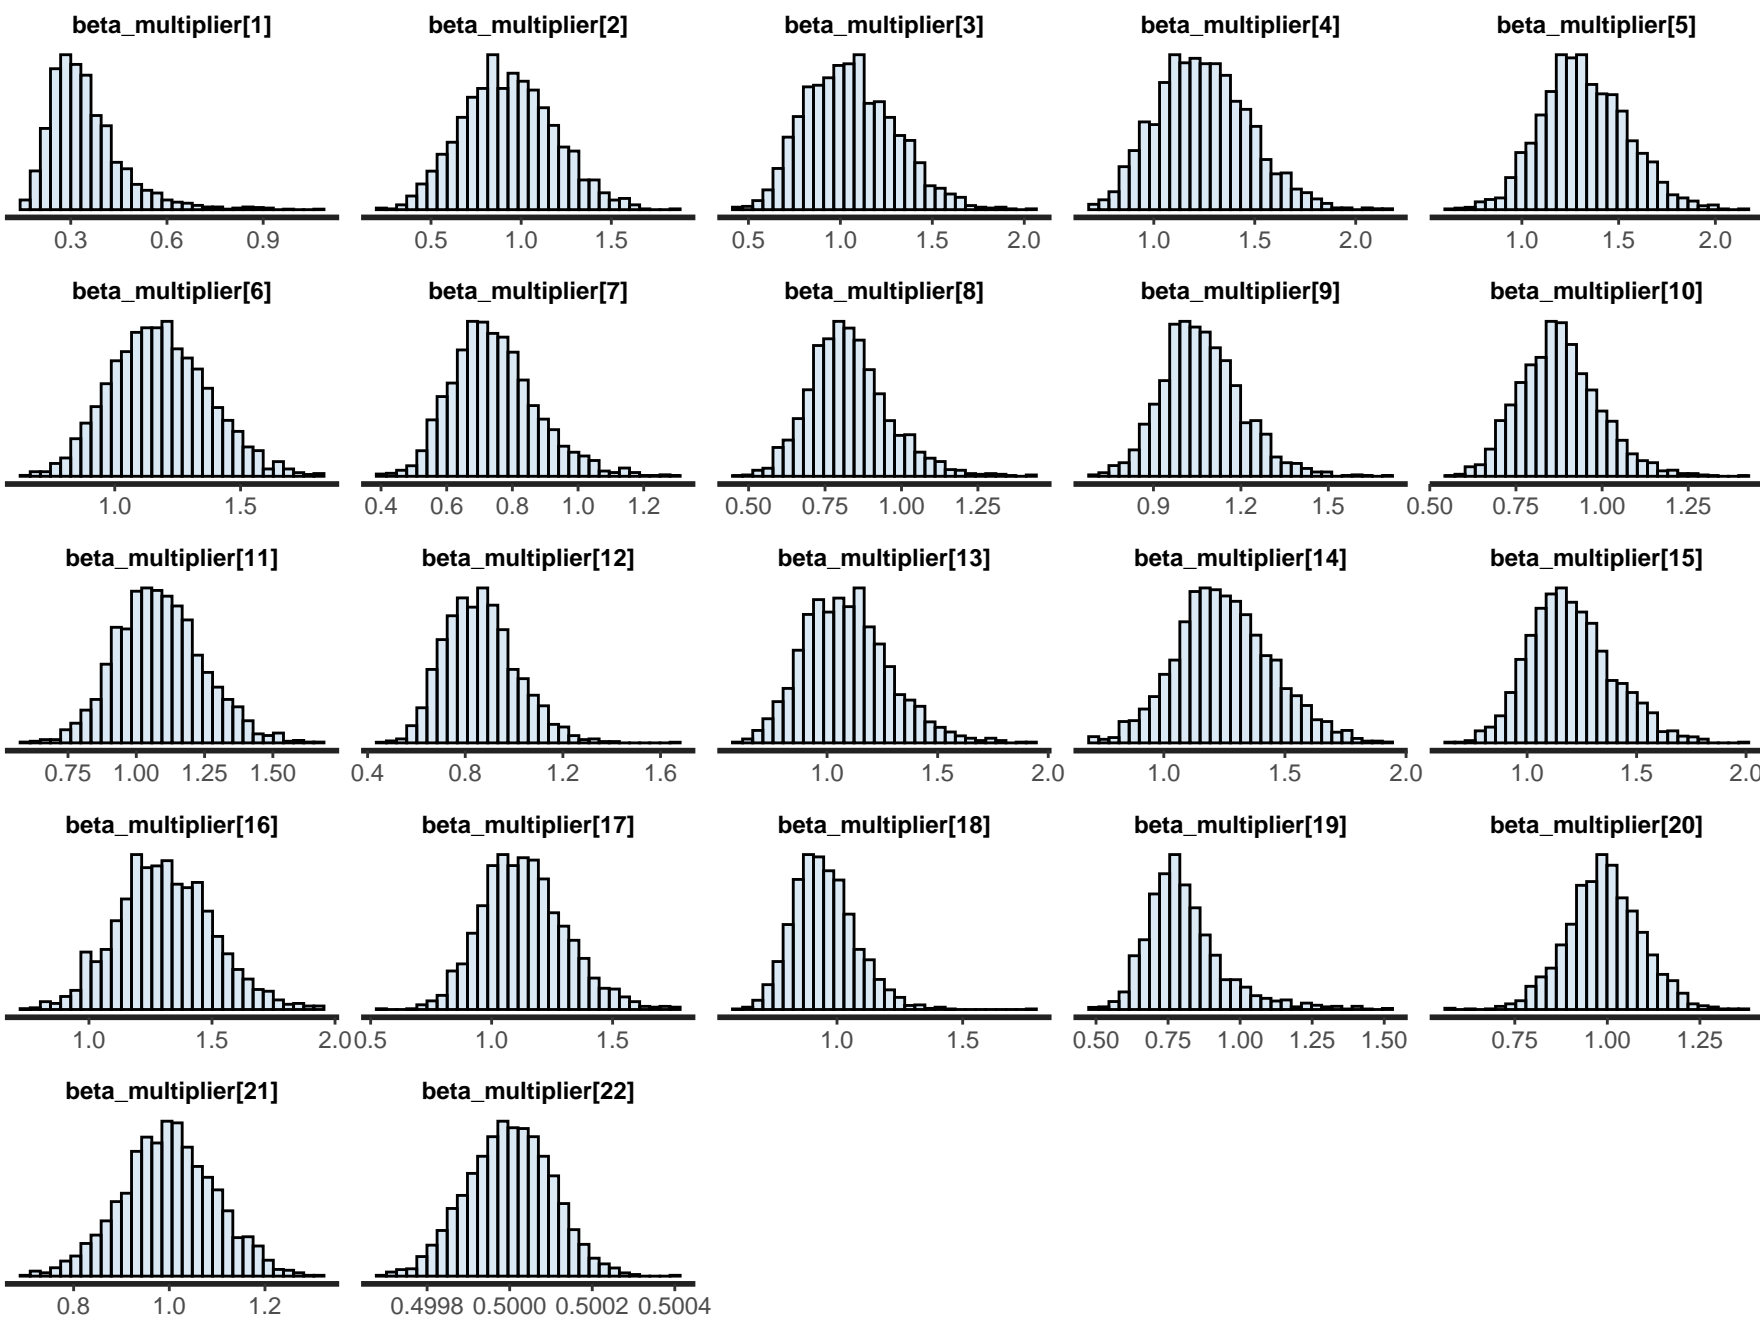 beta_multiplier[1] beta_multiplier[2] beta_multiplier[3] beta_multiplier[4] beta_multiplier[5]
0.3 0.6 0.9 0.5 1.0 1.5 0.5 1.0 1.5 2.0 1.0 1.5 2.0 1.0 1.5 2.0
beta_multiplier[6] beta_multiplier[7] beta_multiplier[8] beta_multiplier[9] beta_multiplier[10]
1.0 1.5 0.4 0.6 0.8 1.0 1.2 0.50 0.75 1.00 1.25 0.9 1.2 1.5 0.50 0.75 1.00 1.25
beta_multiplier[11] beta_multiplier[12] beta_multiplier[13] beta_multiplier[14] beta_multiplier[15]
0.75 1.00 1.25 1.50 0.4 0.8 1.2 1.6 1.0 1.5 2.0 1.0 1.5 2.0 1.0 1.5 2.0
beta_multiplier[16] beta_multiplier[17] beta_multiplier[18] beta_multiplier[19] beta_multiplier[20]
1.0 1.5 2.0 0.5 1.0 1.5 1.0 1.5 0.50 0.75 1.00 1.25 1.50 0.75 1.00 1.25
beta_multiplier[21] beta_multiplier[22]
0.8 1.0 1.2 0.4998 0.5000 0.5002 0.5004